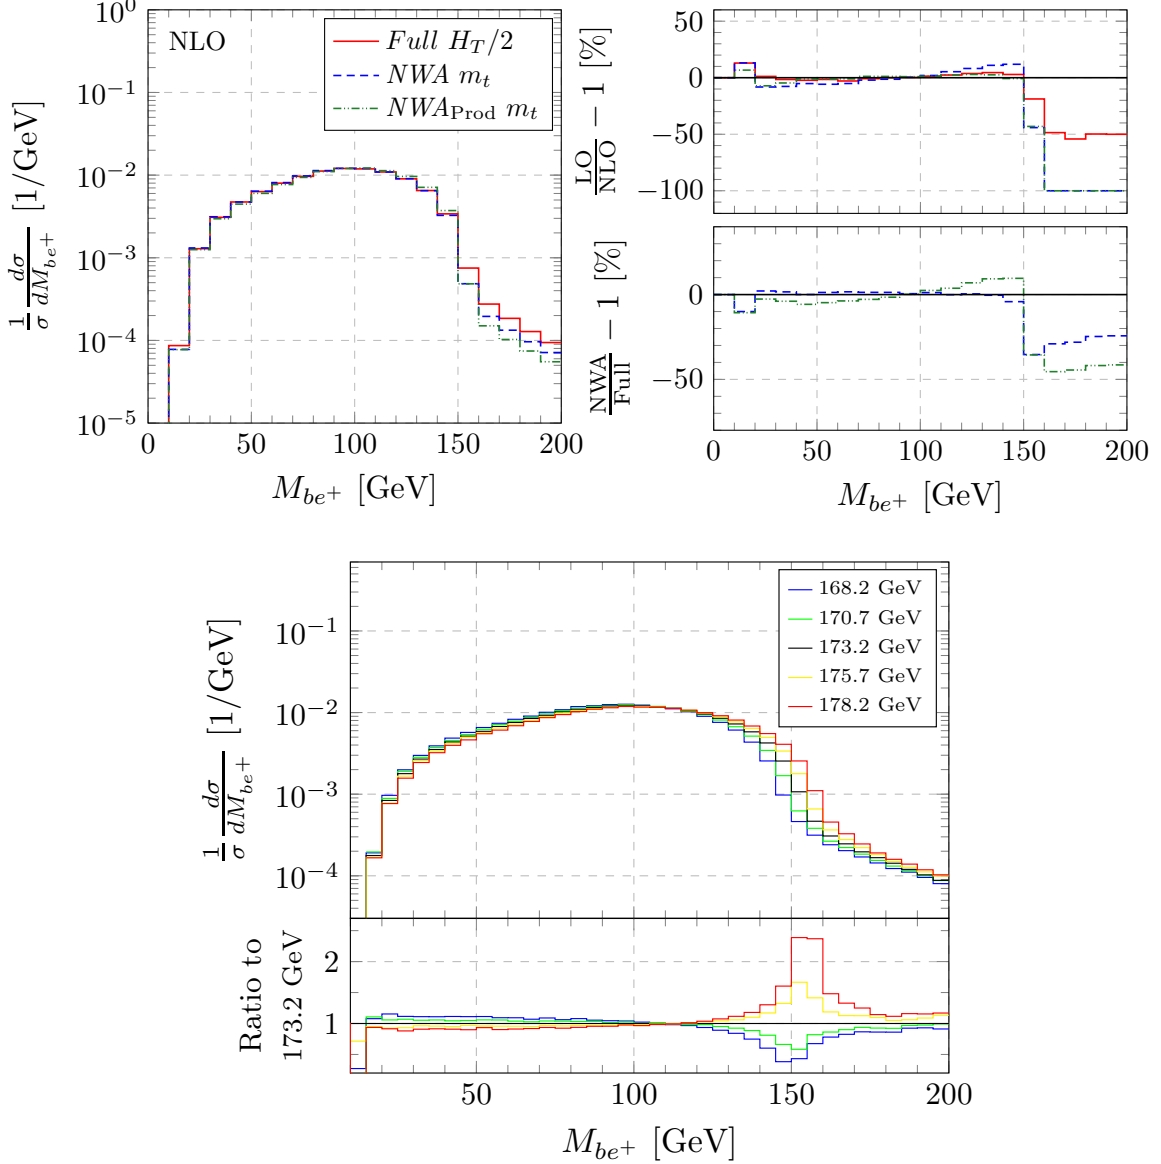 NLO
Full H_T/2
NWA m_t
NWA_Prod m_t
10^0
10^−1
10^−2
10^−3
10^−4
10^−5
1/σ dσ/dM_be+ [1/GeV]
0 50 100 150 200
M_be+ [GeV]
50
0
−50
−100
LO/NLO − 1 [%]
0
−50
NWA/Full − 1 [%]
0 50 100 150 200
M_be+ [GeV]
168.2 GeV
170.7 GeV
173.2 GeV
175.7 GeV
178.2 GeV
10^−1
10^−2
10^−3
10^−4
1/σ dσ/dM_be+ [1/GeV]
2
1
Ratio to
173.2 GeV
50 100 150 200
M_be+ [GeV]